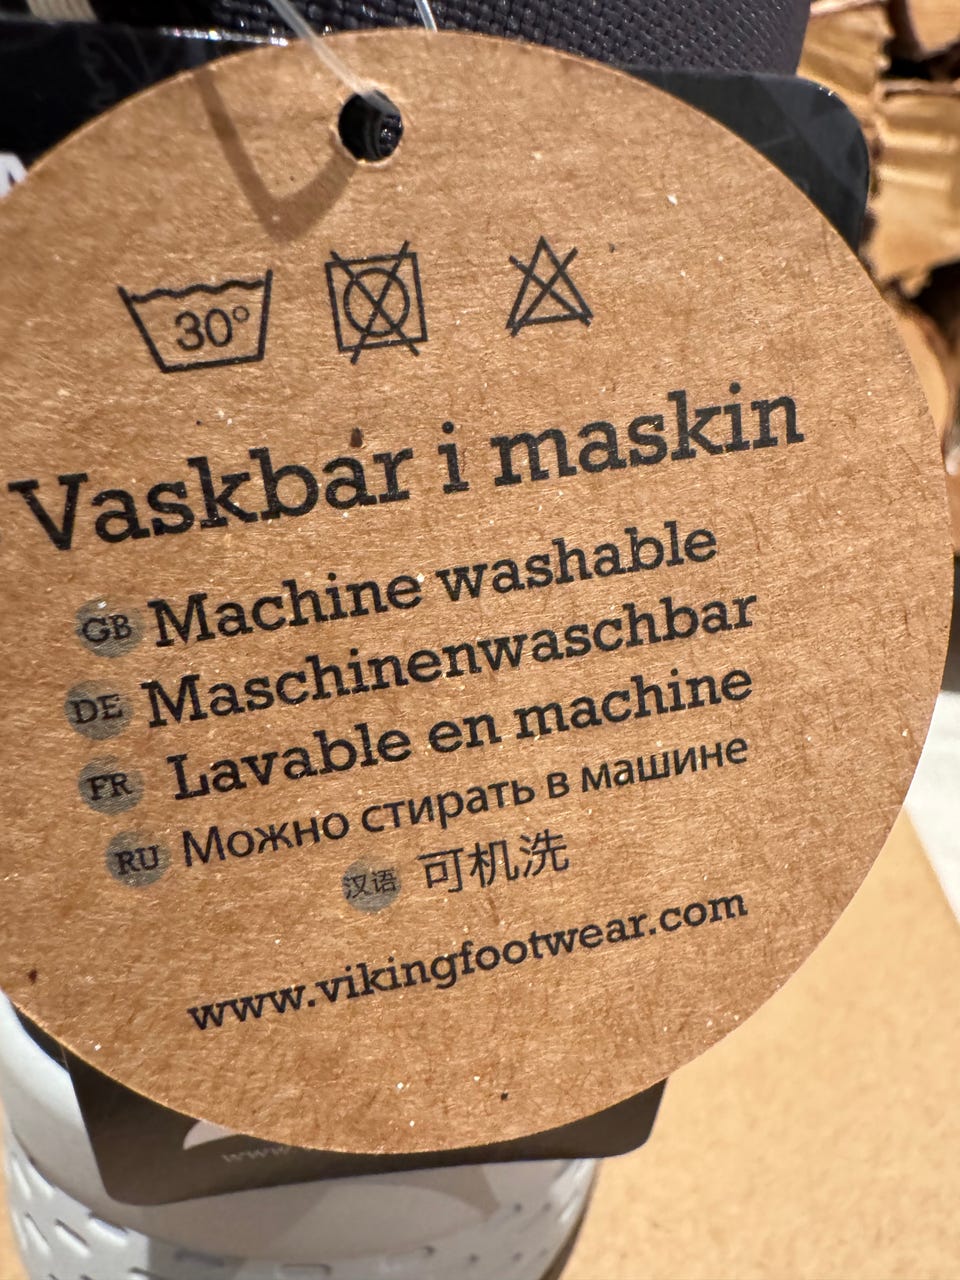 30°
Vaskbar i maskin
GB Machine washable
DE Maschinenwaschbar
FR Lavable en machine
RU Можно стирать в машине
汉语 可机洗
www.vikingfootwear.com
www.